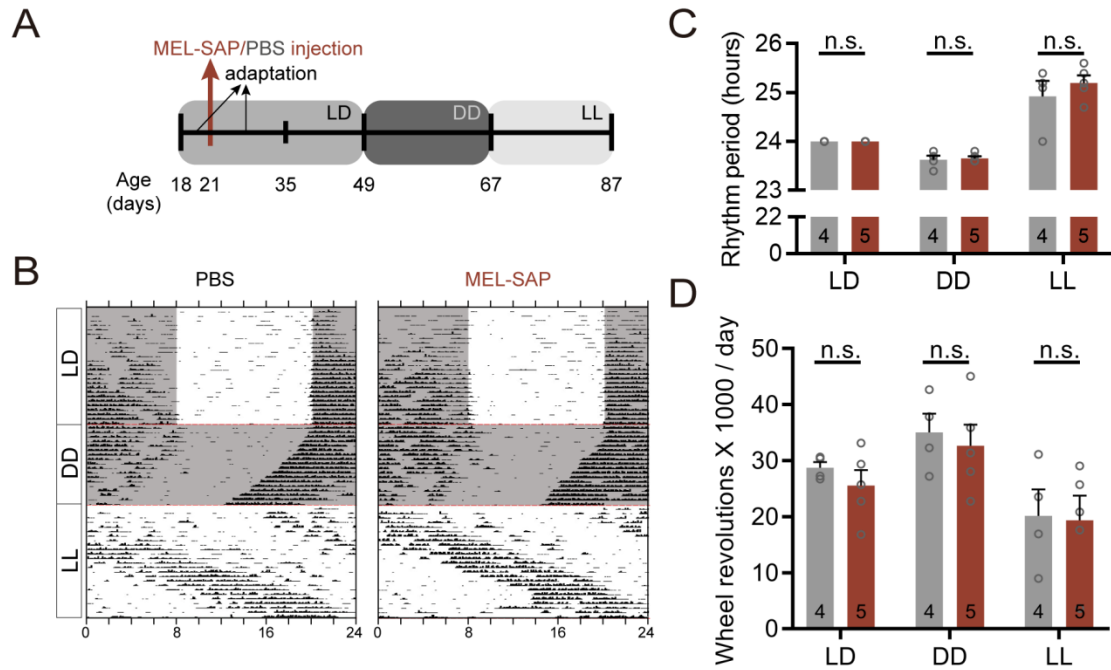 A
MEL-SAP/PBS injection
adaptation
LD
DD
LL
Age
(days)
18 21 35 49 67 87
B
PBS
MEL-SAP
LD
DD
LL
0 8 16 24
0 8 16 24
C
Rhythm period (hours)
26
25
24
23
22
0
n.s.
n.s.
n.s.
4 5 4 5 4 5
LD DD LL
D
Wheel revolutions X 1000 / day
50
40
30
20
10
0
n.s.
n.s.
n.s.
4 5 4 5 4 5
LD DD LL